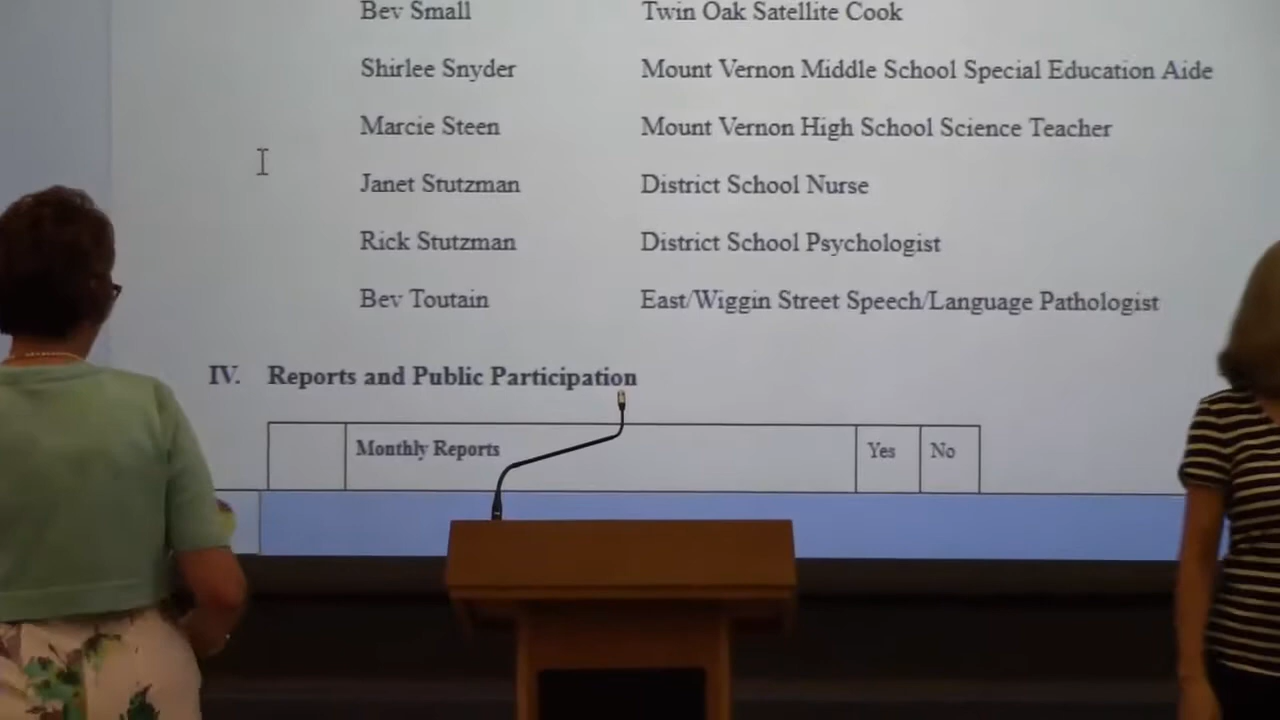 Bev Small Twin Oak Satellite Cook
Shirlee Snyder Mount Vernon Middle School Special Education Aide
Marcie Steen Mount Vernon High School Science Teacher
Janet Stutzman District School Nurse
Rick Stutzman District School Psychologist
Bev Toutain East/Wiggin Street Speech/Language Pathologist
IV. Reports and Public Participation
Monthly Reports Yes No